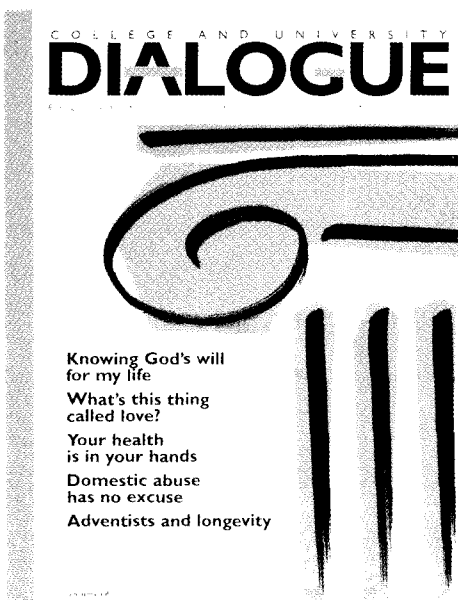 COLLEGE AND UNIVERSITY
DIALOGUE
Knowing God's will
for my life
What's this thing
called love?
Your health
is in your hands
Domestic abuse
has no excuse
Adventists and longevity